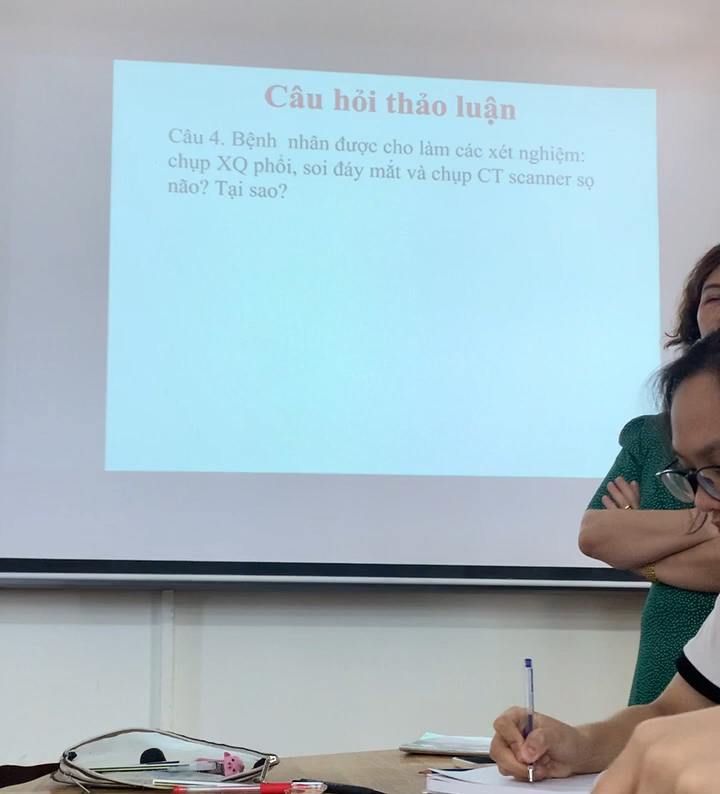 Câu hỏi thảo luận
Câu 4. Bệnh nhân được cho làm các xét nghiệm:
chụp XQ phổi, soi đáy mắt và chụp CT scanner sọ
não? Tại sao?